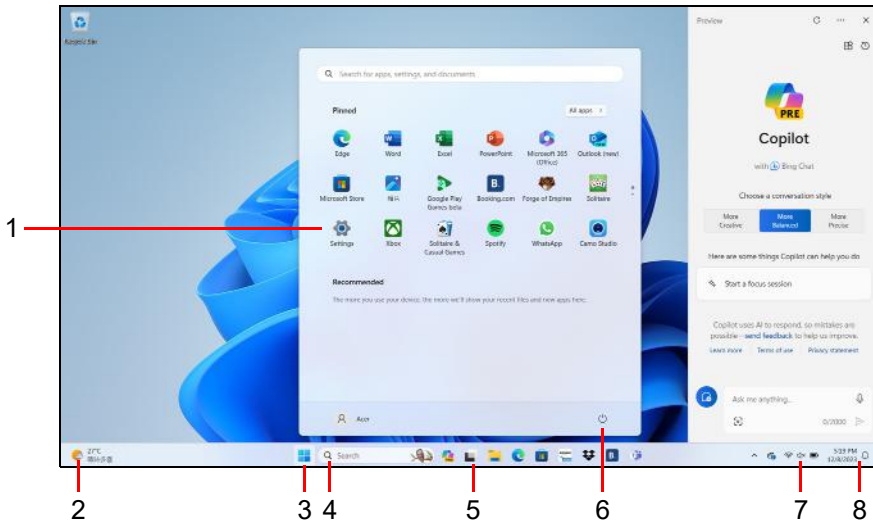 Preview
Search for apps, settings, and documents
Pinned
All apps
Edge
Word
Excel
PowerPoint
Microsoft 365
(Office)
Outlook (new)
Microsoft Store
Google Play
Games beta
B.
Booking.com
Forge of Empires
Solitaire
Settings
Xbox
Solitaire &
Casual Games
Spotify
WhatsApp
Camo Studio
Recommended
The more you use your device, the more we'll show your recent files and new apps here.
Acer
PRE
Copilot
with Bing Chat
Choose a conversation style
More
Creative
More
Balanced
More
Precise
Here are some things Copilot can help you do
Start a focus session
Copilot uses AI to respond, so mistakes are
possible—send feedback to help us improve.
Learn more Terms of use Privacy statement
Ask me anything...
0/2000
27°C
Search
B.
5:03 PM
1
2
3
4
5
6
7
8